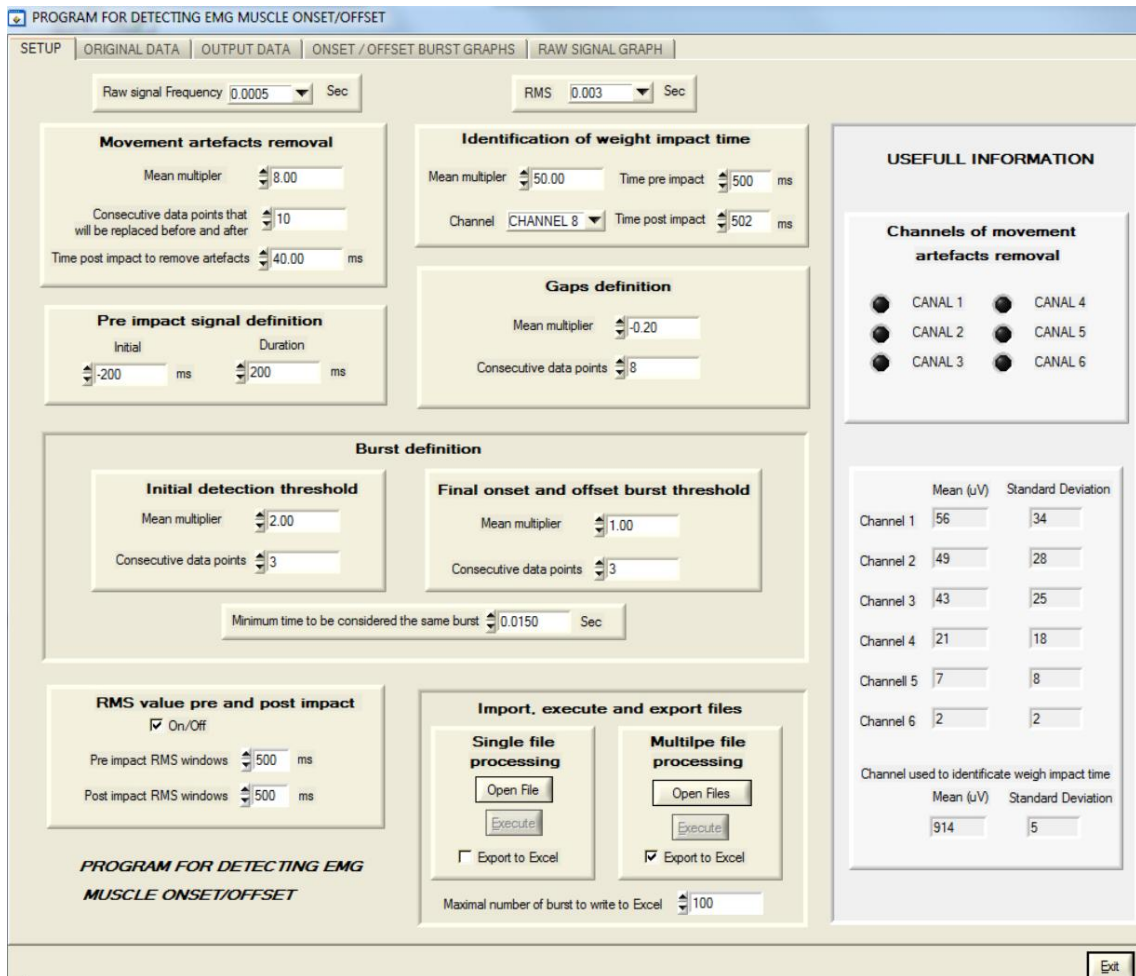 PROGRAM FOR DETECTING EMG MUSCLE ONSET/OFFSET
SETUP ORIGINAL DATA OUTPUT DATA ONSET / OFFSET BURST GRAPHS RAW SIGNAL GRAPH
Raw signal Frequency 0.0005 Sec
RMS 0.003 Sec
Movement artefacts removal
Mean multipler 8.00
Consecutive data points that
will be replaced before and after 10
Time post impact to remove artefacts 40.00 ms
Identification of weight impact time
Mean multipler 50.00 Time pre impact 500 ms
Channel CHANNEL 8 Time post impact 502 ms
Pre impact signal definition
Initial Duration
-200 ms 200 ms
Gaps definition
Mean multiplier -0.20
Consecutive data points 8
Burst definition
Initial detection threshold
Mean multiplier 2.00
Consecutive data points 3
Final onset and offset burst threshold
Mean multiplier 1.00
Consecutive data points 3
Minimum time to be considered the same burst 0.0150 Sec
RMS value pre and post impact
On/Off
Pre impact RMS windows 500 ms
Post impact RMS windows 500 ms
PROGRAM FOR DETECTING EMG
MUSCLE ONSET/OFFSET
Import, execute and export files
Single file
processing
Open File
Execute
Export to Excel
Multilpe file
processing
Open Files
Execute
Export to Excel
Maximal number of burst to write to Excel 100
USEFULL INFORMATION
Channels of movement
artefacts removal
CANAL 1 CANAL 4
CANAL 2 CANAL 5
CANAL 3 CANAL 6
Mean (uV) Standard Deviation
Channel 1 56 34
Channel 2 49 28
Channel 3 43 25
Channel 4 21 18
Channell 5 7 8
Channel 6 2 2
Channel used to identificate weigh impact time
Mean (uV) Standard Deviation
914 5
Exit